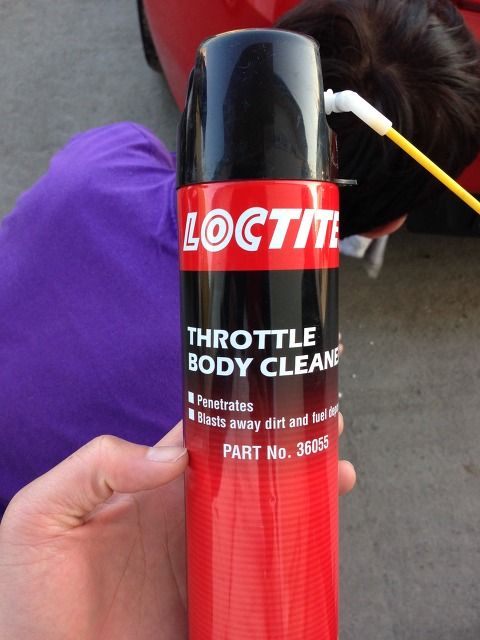 LOCTITE
THROTTLE
BODY CLEANE
Penetrates
Blasts away dirt and fuel
PART No. 36055